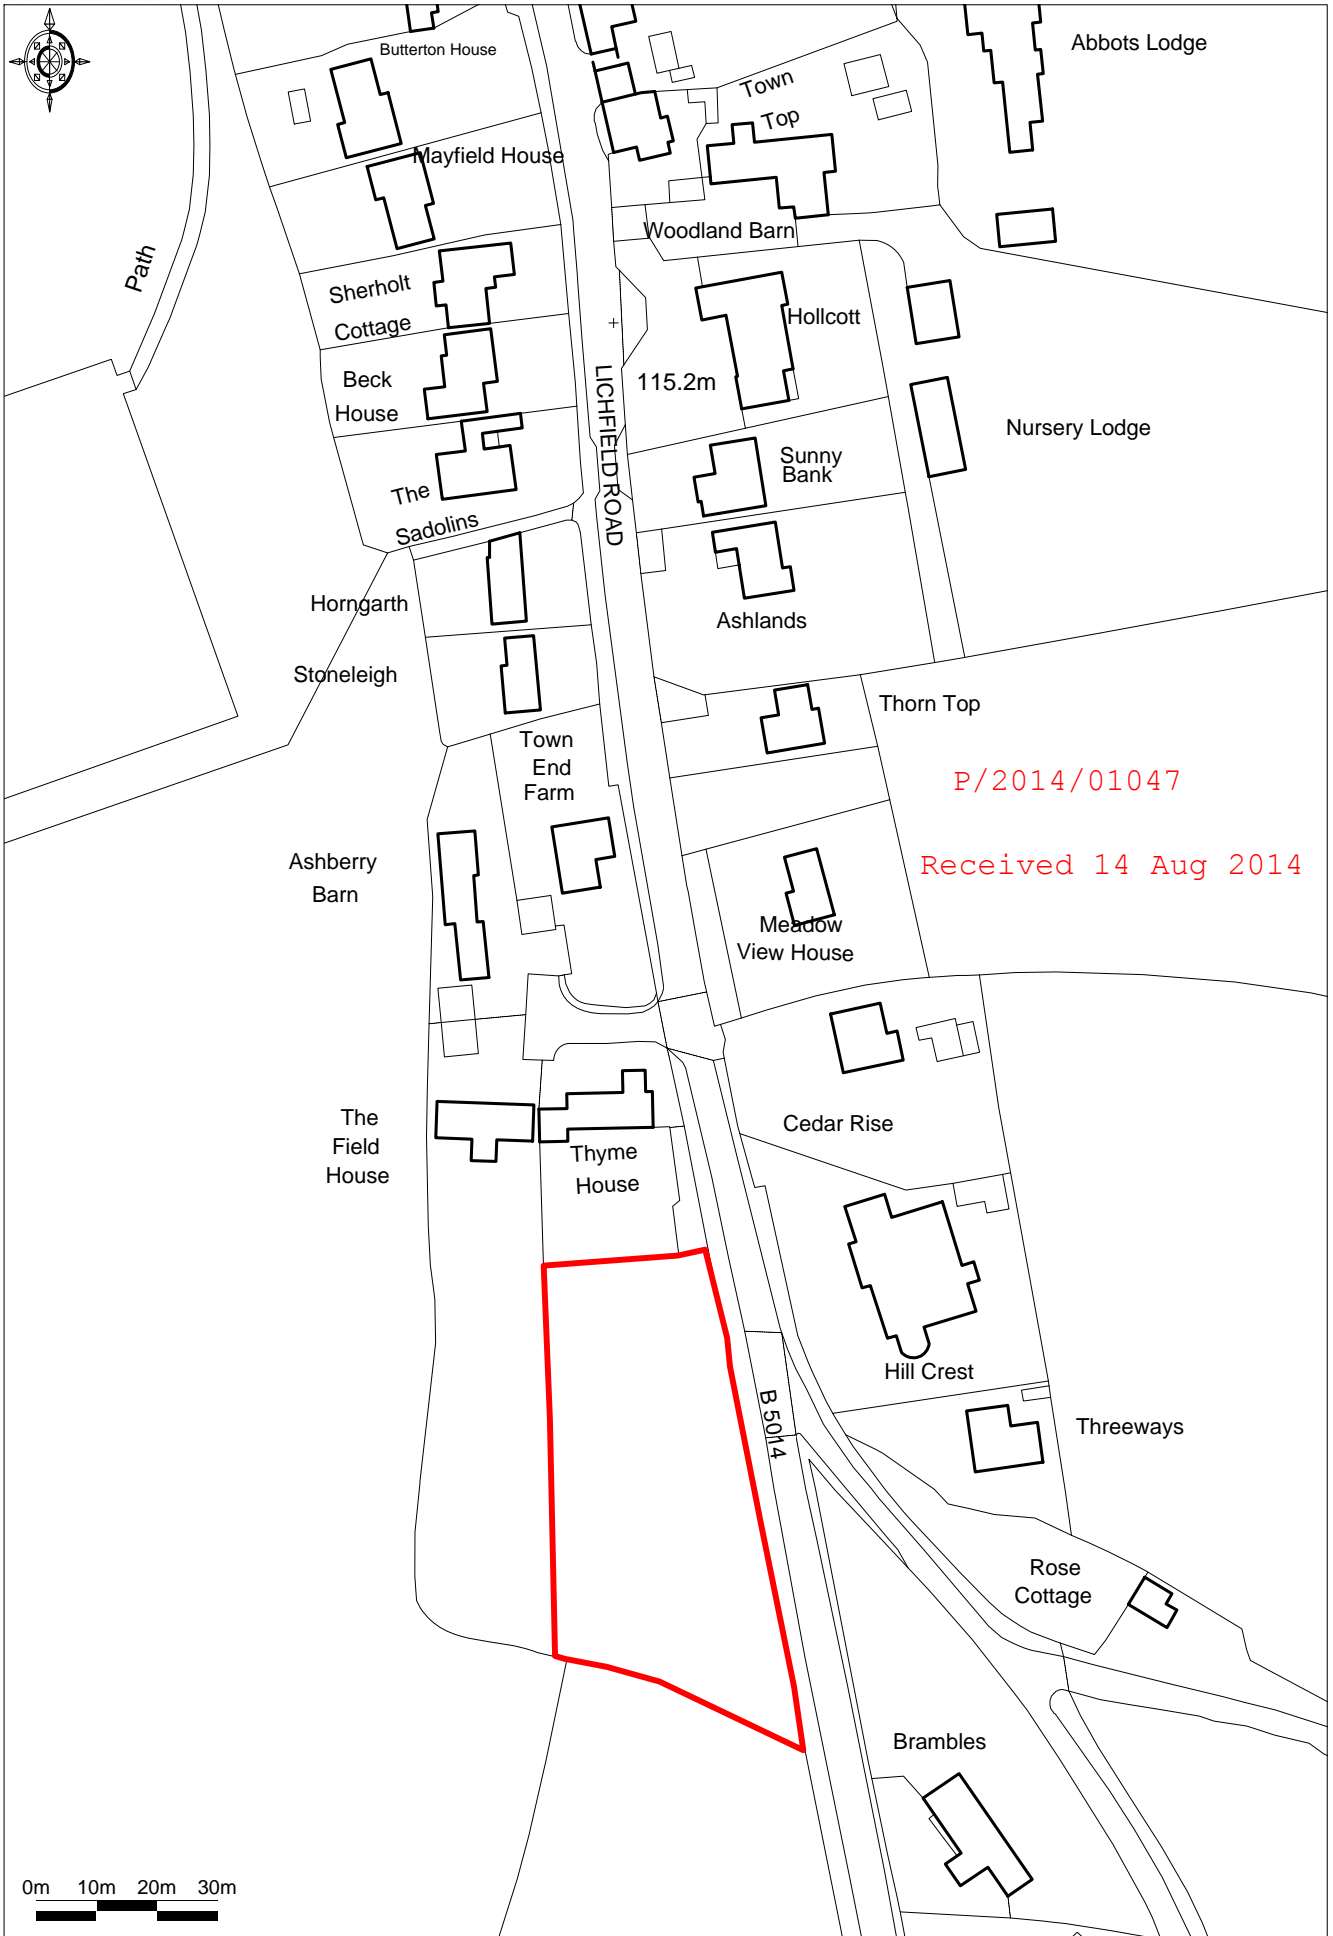 Butterton House
Abbots Lodge
Town
Top
Mayfield House
Woodland Barn
Path
Sherholt
Cottage
Hollcott
115.2m
Beck
House
LICHFIELD ROAD
Nursery Lodge
Sunny
Bank
The
Sadolins
Horngarth
Ashlands
Stoneleigh
Thorn Top
Town
End
Farm
P/2014/01047
Received 14 Aug 2014
Ashberry
Barn
Meadow
View House
The
Field
House
Cedar Rise
Thyme
House
Hill Crest
B 5014
Threeways
Rose
Cottage
Brambles
0m 10m 20m 30m